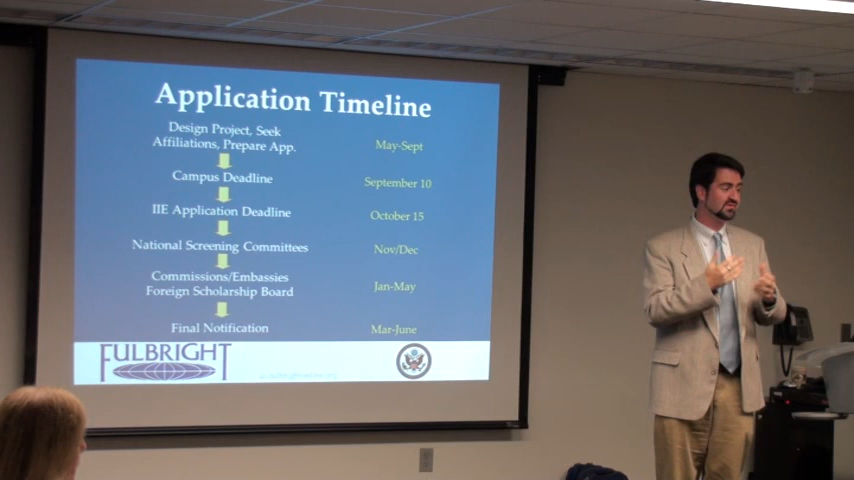 Application Timeline
Design Project, Seek
Affiliations, Prepare App.
May-Sept
Campus Deadline
September 10
IIE Application Deadline
October 15
National Screening Committees
Nov/Dec
Commissions/Embassies
Foreign Scholarship Board
Jan-May
Final Notification
Mar-June
FULBRIGHT